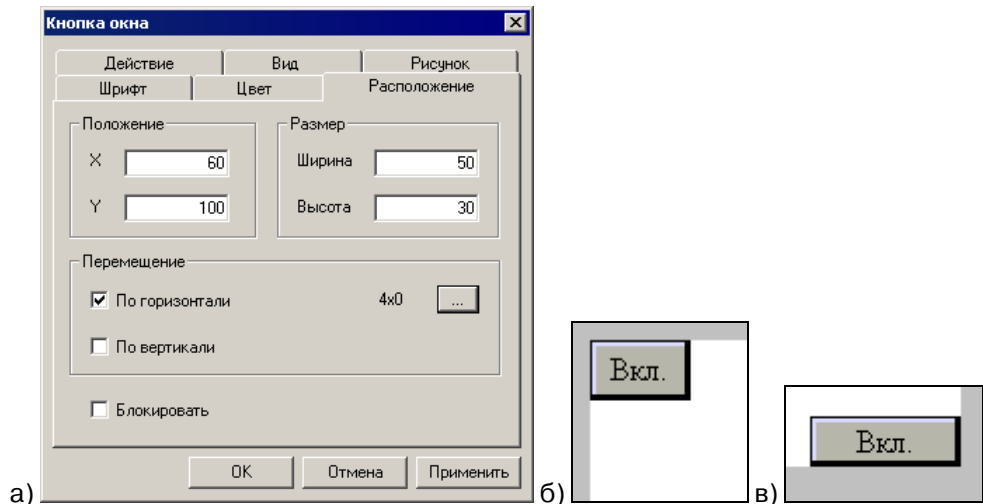 Кнопка окна
Действие Вид Рисунок
Шрифт Цвет Расположение
Положение Размер
X 60 Ширина 50
Y 100 Высота 30
Перемещение
По горизонтали 4x0 ...
По вертикали
Блокировать
OK Отмена Применить
Вкл.
Вкл.
а) б) в)